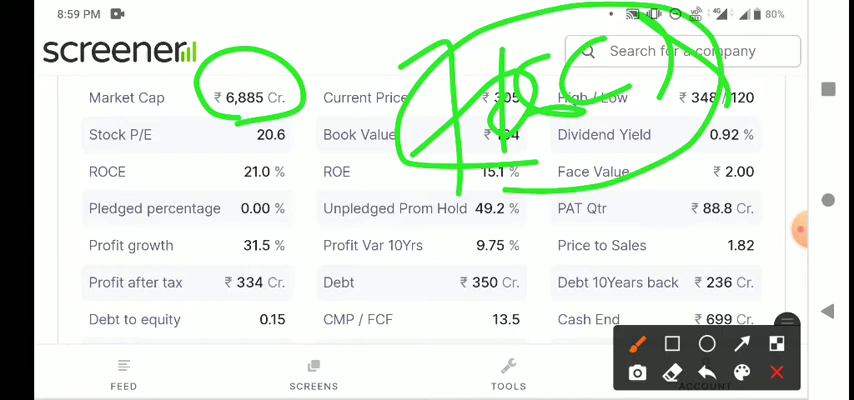 8:59 PM 4G 80%
screener Search for a company
Market Cap ₹ 6,885 Cr. Current Price ₹ 305 High / Low ₹ 348 / 120
Stock P/E 20.6 Book Value Dividend Yield 0.92 %
ROCE 21.0 % ROE 15.1 % Face Value ₹ 2.00
Pledged percentage 0.00 % Unpledged Prom Hold 49.2 % PAT Qtr ₹ 88.8 Cr.
Profit growth 31.5 % Profit Var 10Yrs 9.75 % Price to Sales 1.82
Profit after tax ₹ 334 Cr. Debt ₹ 350 Cr. Debt 10Years back ₹ 236 Cr.
Debt to equity 0.15 CMP / FCF 13.5 Cash End ₹ 699 Cr.
FEED SCREENS TOOLS ACCOUNT